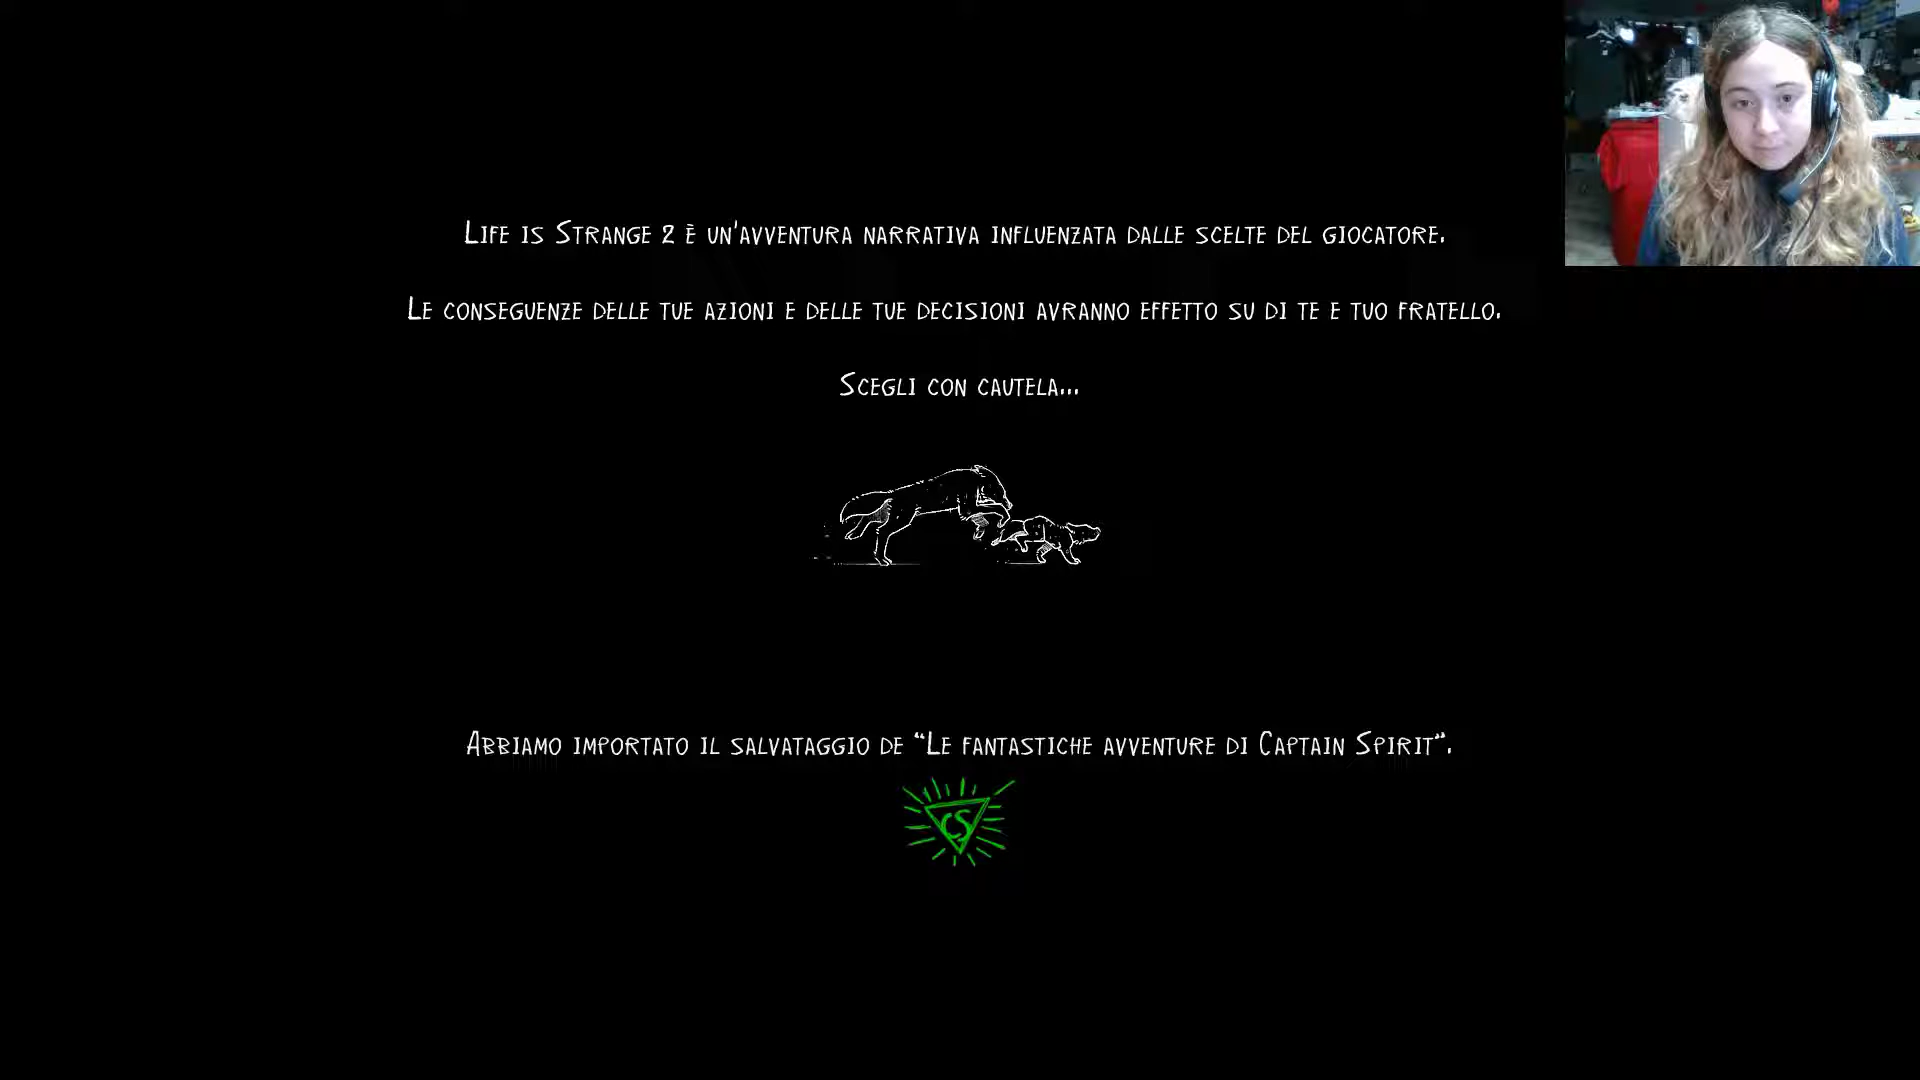 Life is Strange 2 è un'avventura narrativa influenzata dalle scelte del giocatore.
Le conseguenze delle tue azioni e delle tue decisioni avranno effetto su di te e tuo fratello.
Scegli con cautela...
Abbiamo importato il salvataggio de “Le fantastiche avventure di Captain Spirit”.
CS